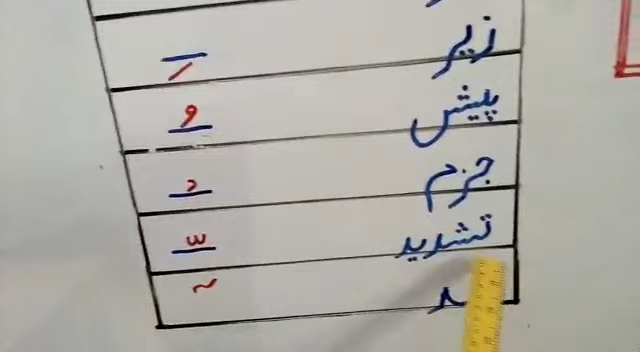 زیر ـِ
پیش ـُ
جزم ـْ
تشدید ـّ